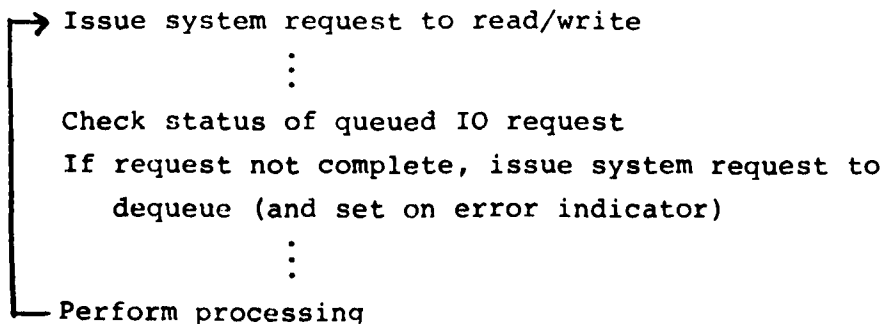 Issue system request to read/write
Check status of queued IO request
If request not complete, issue system request to
dequeue (and set on error indicator)
Perform processing